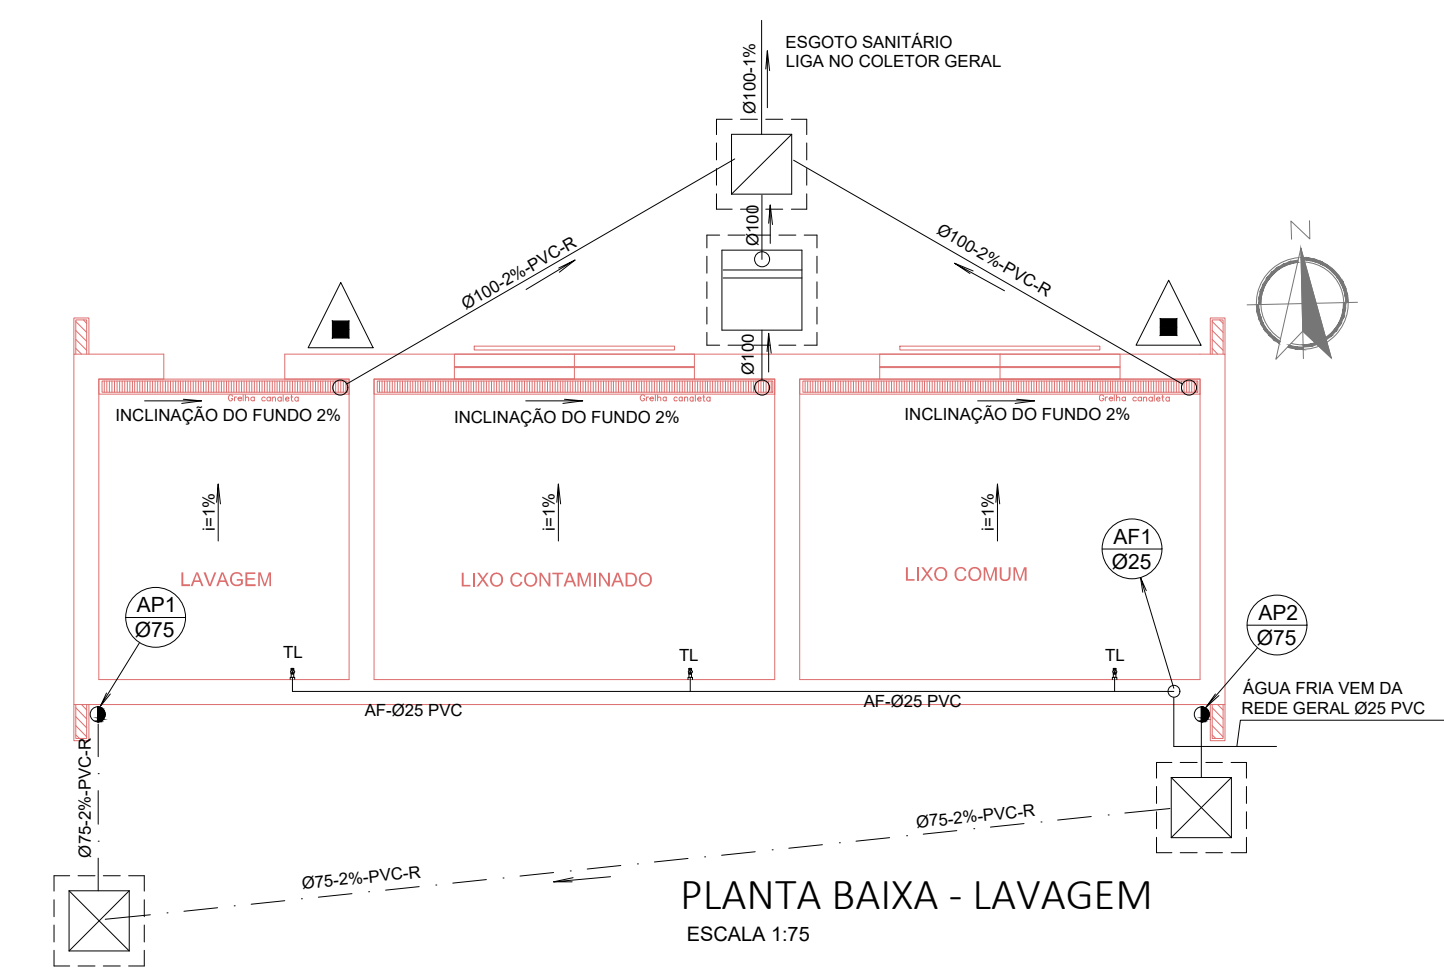 ESGOTO SANITÁRIO
LIGA NO COLETOR GERAL
Ø100-1%
Ø100
Ø100-2%-PVC-R
Ø100-2%-PVC-R
N
Ø100
Grelha canaleta
Grelha canaleta
Grelha canaleta
INCLINAÇÃO DO FUNDO 2%
INCLINAÇÃO DO FUNDO 2%
INCLINAÇÃO DO FUNDO 2%
i=1%
i=1%
i=1%
AF1
Ø25
LAVAGEM
LIXO CONTAMINADO
LIXO COMUM
AP1
Ø75
AP2
Ø75
TL
TL
TL
AF-Ø25 PVC
AF-Ø25 PVC
ÁGUA FRIA VEM DA
REDE GERAL Ø25 PVC
Ø75-2%-PVC-R
Ø75-2%-PVC-R
Ø75-2%-PVC-R
PLANTA BAIXA - LAVAGEM
ESCALA 1:75